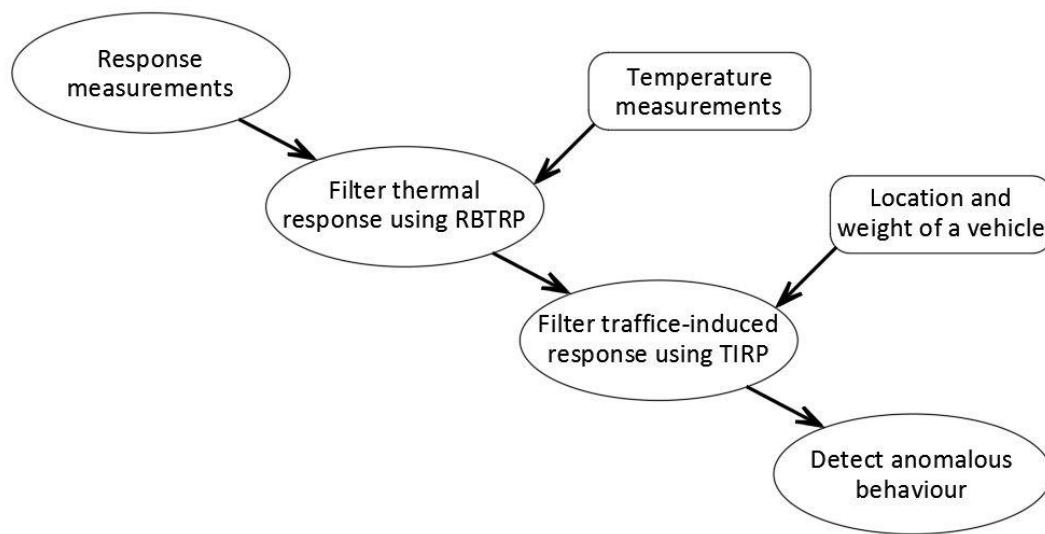 Response
measurements
Temperature
measurements
Filter thermal
response using RBTRP
Location and
weight of a vehicle
Filter traffice-induced
response using TIRP
Detect anomalous
behaviour